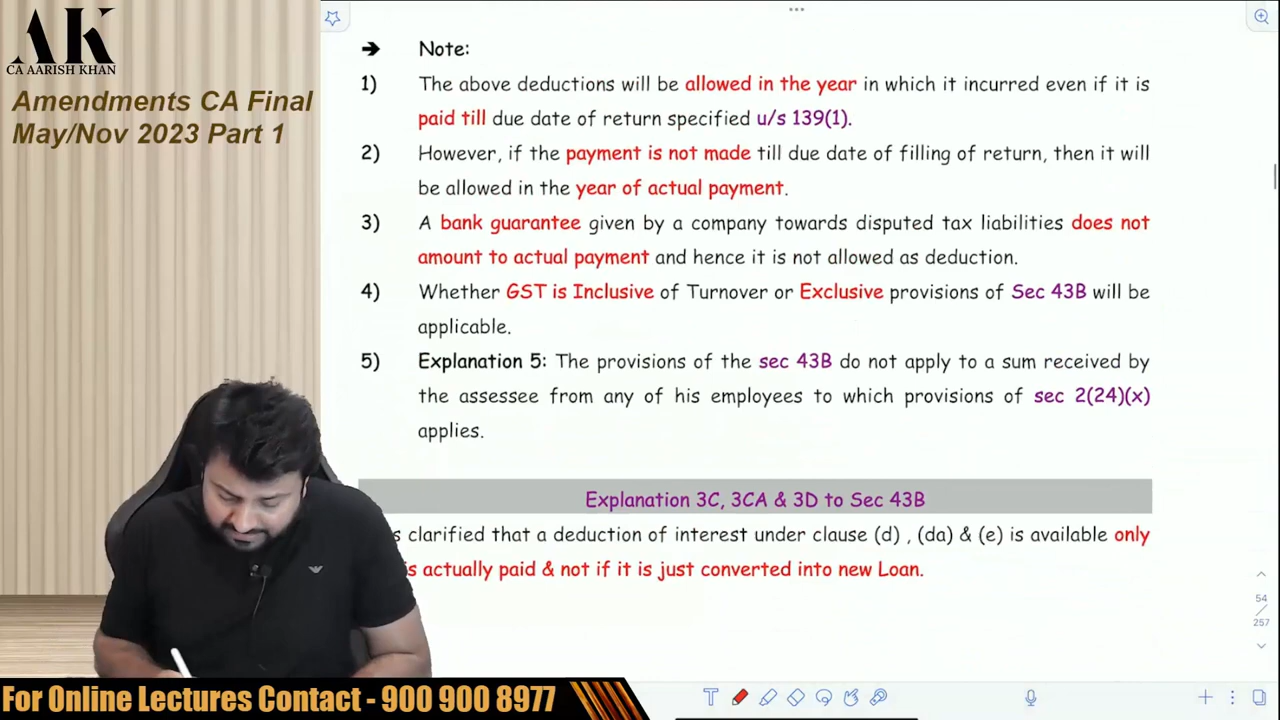 AK
CA AARISH KHAN
Amendments CA Final
May/Nov 2023 Part 1
➔ Note:
1) The above deductions will be allowed in the year in which it incurred even if it is
paid till due date of return specified u/s 139(1).
2) However, if the payment is not made till due date of filling of return, then it will
be allowed in the year of actual payment.
3) A bank guarantee given by a company towards disputed tax liabilities does not
amount to actual payment and hence it is not allowed as deduction.
4) Whether GST is Inclusive of Turnover or Exclusive provisions of Sec 43B will be
applicable.
5) Explanation 5: The provisions of the sec 43B do not apply to a sum received by
the assessee from any of his employees to which provisions of sec 2(24)(x)
applies.
Explanation 3C, 3CA & 3D to Sec 43B
clarified that a deduction of interest under clause (d) , (da) & (e) is available only
is actually paid & not if it is just converted into new Loan.
54
/
257
For Online Lectures Contact - 900 900 8977